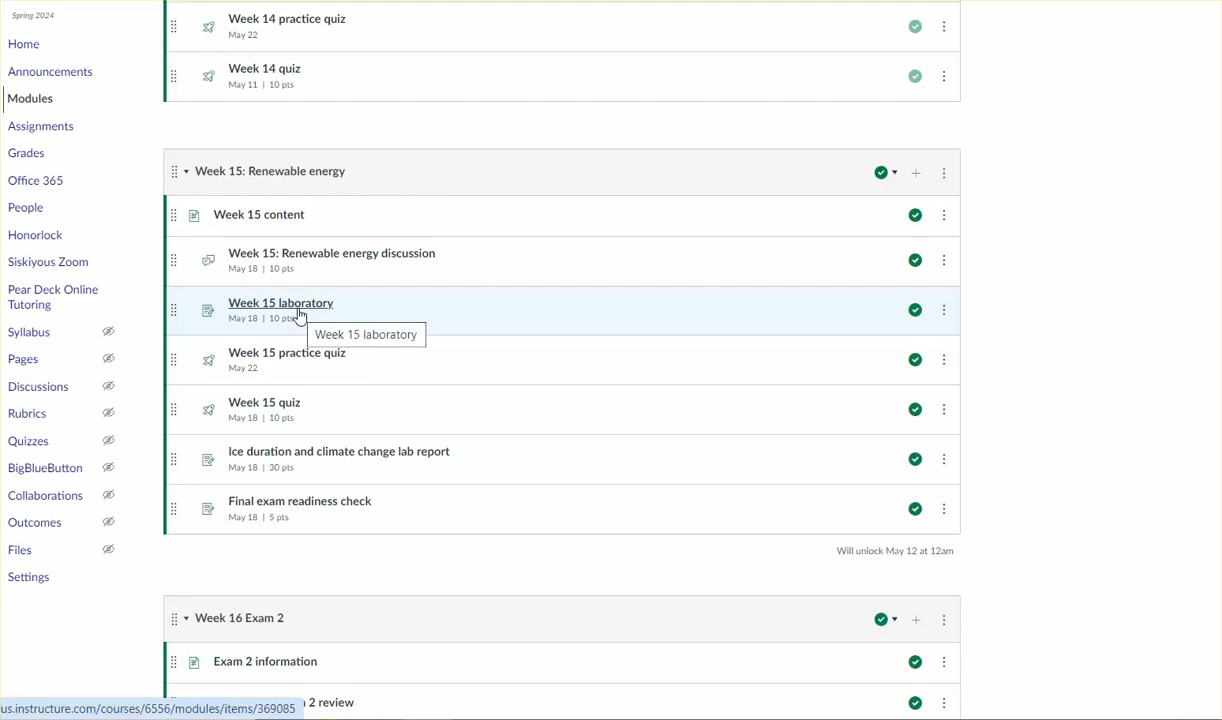 Spring 2024
Home
Announcements
Modules
Assignments
Grades
Office 365
People
Honorlock
Siskiyous Zoom
Pear Deck Online
Tutoring
Syllabus
Pages
Discussions
Rubrics
Quizzes
BigBlueButton
Collaborations
Outcomes
Files
Settings
Week 14 practice quiz
May 22
Week 14 quiz
May 11 | 10 pts
Week 15: Renewable energy
Week 15 content
Week 15: Renewable energy discussion
May 18 | 10 pts
Week 15 laboratory
May 18 | 10 pts
Week 15 laboratory
Week 15 practice quiz
May 22
Week 15 quiz
May 18 | 10 pts
Ice duration and climate change lab report
May 18 | 30 pts
Final exam readiness check
May 18 | 5 pts
Will unlock May 12 at 12am
Week 16 Exam 2
Exam 2 information
2 review
us.instructure.com/courses/6556/modules/items/369085